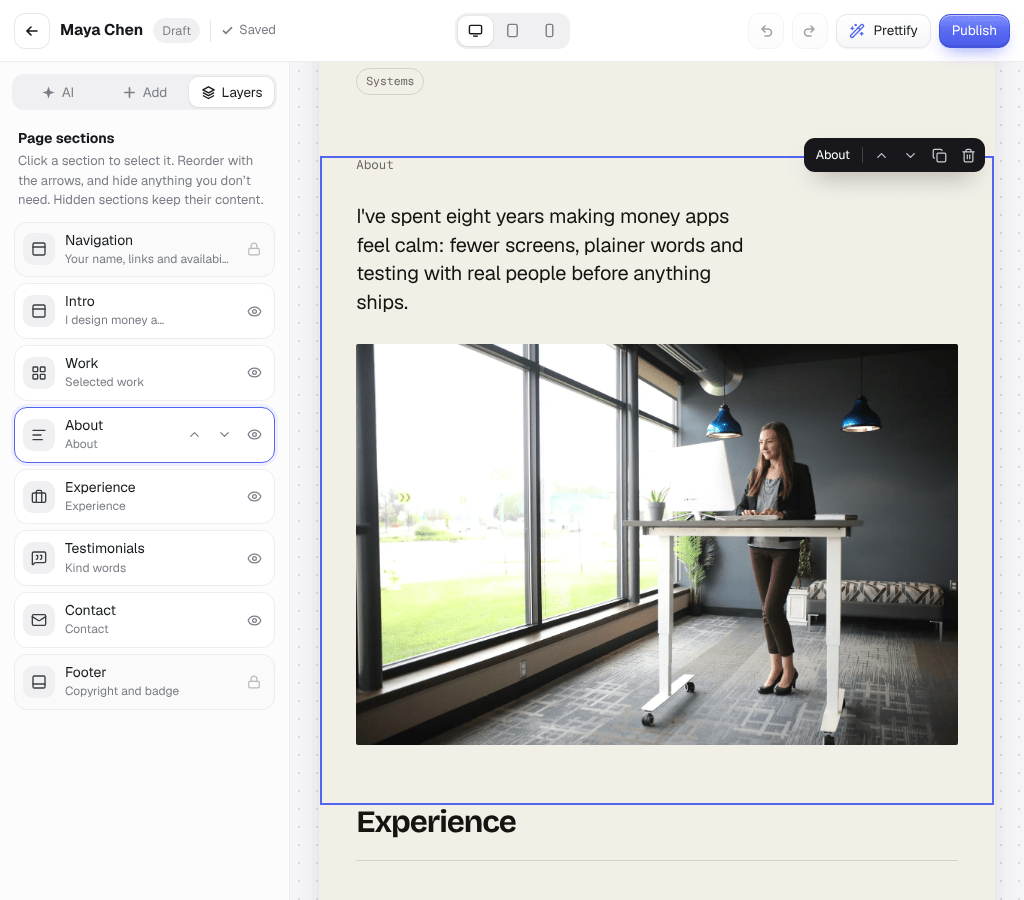 Maya Chen
Draft
Saved
Prettify
Publish
AI
Add
Layers
Page sections
Click a section to select it. Reorder with
the arrows, and hide anything you don't
need. Hidden sections keep their content.
Navigation
Your name, links and availabi…
Intro
I design money a…
Work
Selected work
About
About
Experience
Experience
Testimonials
Kind words
Contact
Contact
Footer
Copyright and badge
Systems
About
About
I've spent eight years making money apps
feel calm: fewer screens, plainer words and
testing with real people before anything
ships.
Experience